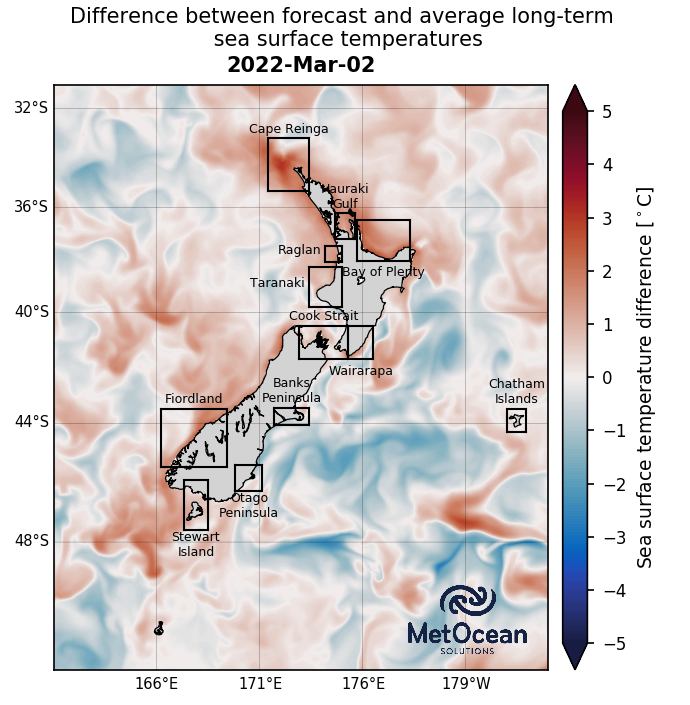 Difference between forecast and average long-term
sea surface temperatures
2022-Mar-02
32°S
36°S
40°S
44°S
48°S
Cape Reinga
Hauraki
Gulf
Raglan
Bay of Plenty
Taranaki
Cook Strait
Wairarapa
Banks
Peninsula
Fiordland
Chatham
Islands
Otago
Peninsula
Stewart
Island
MetOcean
SOLUTIONS
166°E
171°E
176°E
179°W
5
4
3
2
1
0
−1
−2
−3
−4
−5
Sea surface temperature difference [°C]